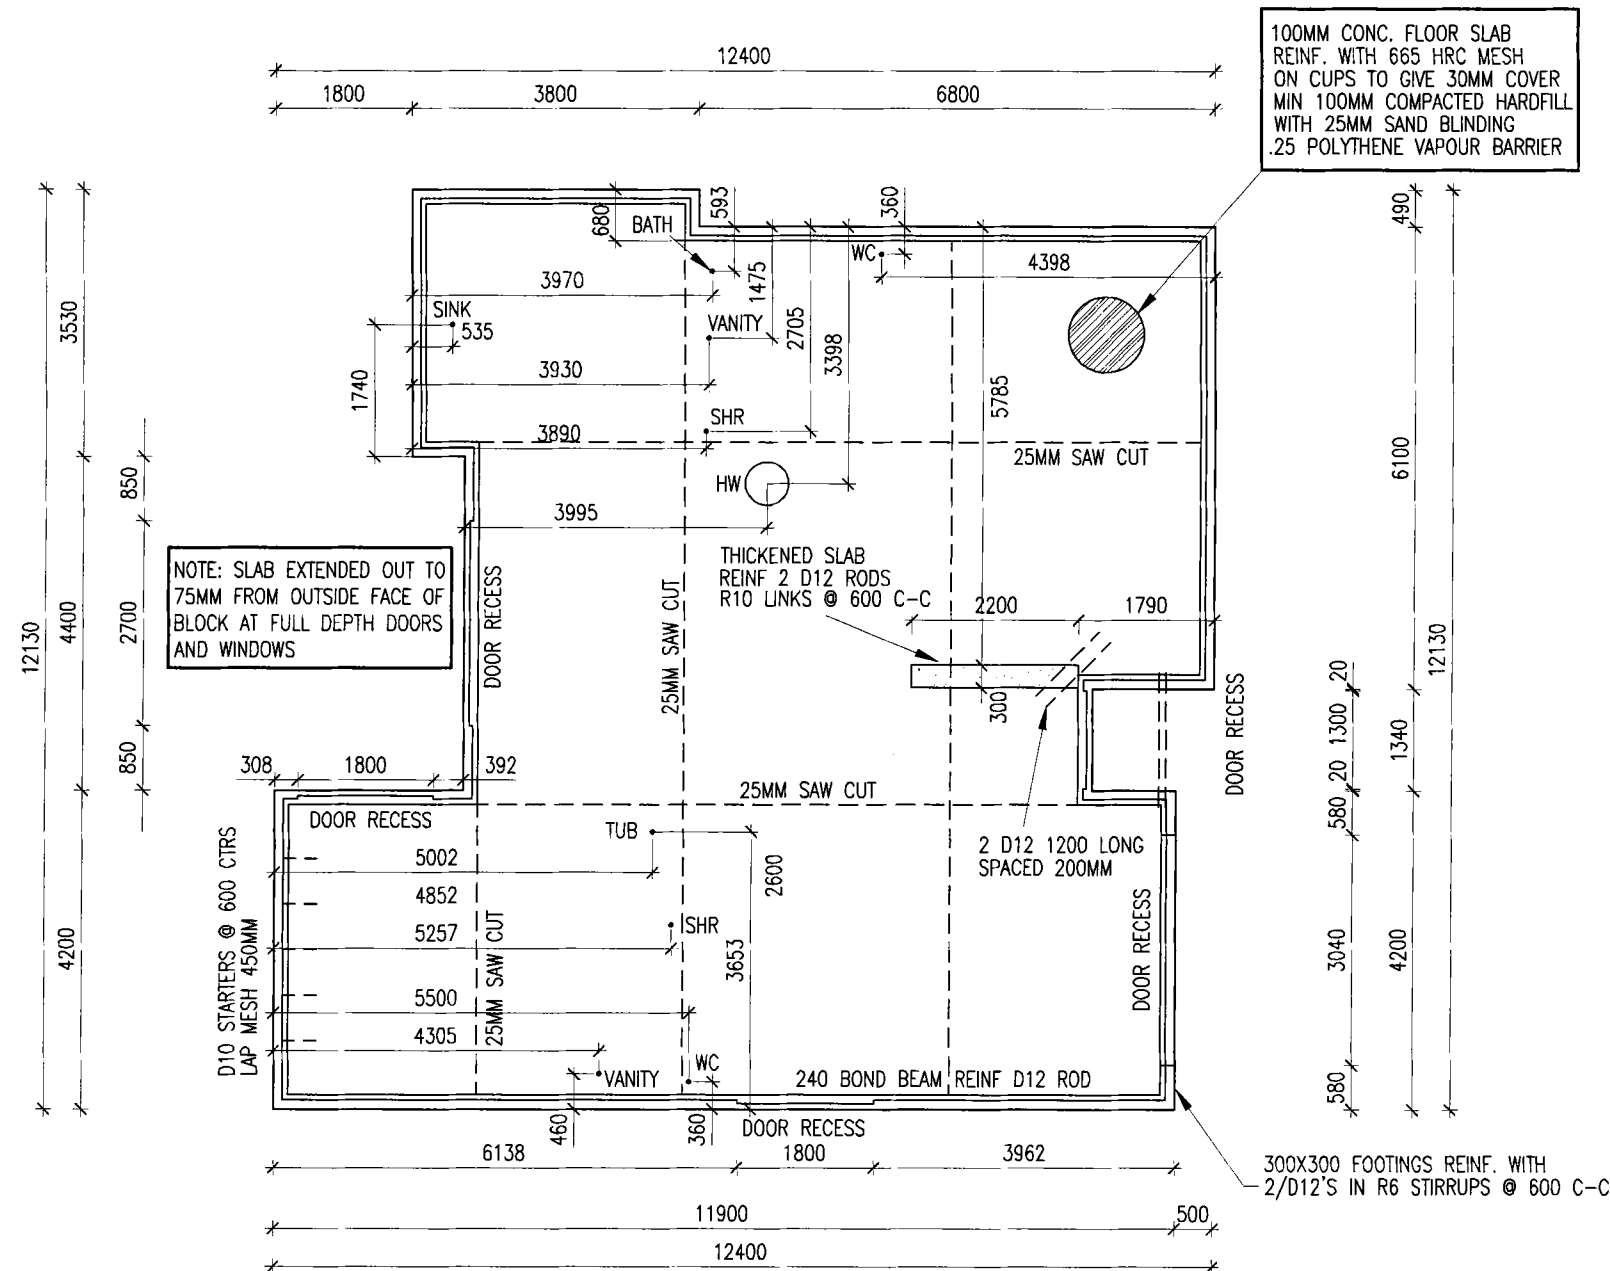 100MM CONC. FLOOR SLAB
REINF. WITH 665 HRC MESH
ON CUPS TO GIVE 30MM COVER
MIN 100MM COMPACTED HARDFILL
WITH 25MM SAND BLINDING
.25 POLYTHENE VAPOUR BARRIER
12400
1800
3800
6800
680
BATH
593
360
490
WC
4398
1475
3970
SINK
535
VANITY
2705
3398
3530
1740
3930
5785
SHR
3890
25MM SAW CUT
6100
850
HW
3995
NOTE: SLAB EXTENDED OUT TO
75MM FROM OUTSIDE FACE OF
BLOCK AT FULL DEPTH DOORS
AND WINDOWS
THICKENED SLAB
REINF 2 D12 RODS
R10 LINKS @ 600 C-C
2200
1790
12130
4400
2700
DOOR RECESS
25MM SAW CUT
300
DOOR RECESS
20
1300
20
1340
12130
850
308
1800
392
25MM SAW CUT
DOOR RECESS
TUB
580
2 D12 1200 LONG
SPACED 200MM
5002
2600
4852
D10 STARTERS @ 600 CTRS
LAP MESH 450MM
5257
SHR
25MM SAW CUT
3653
DOOR RECESS
3040
4200
4200
5500
4305
VANITY
WC
240 BOND BEAM REINF D12 ROD
580
460
360
DOOR RECESS
6138
1800
3962
300X300 FOOTINGS REINF. WITH
2/D12'S IN R6 STIRRUPS @ 600 C-C
11900
500
12400